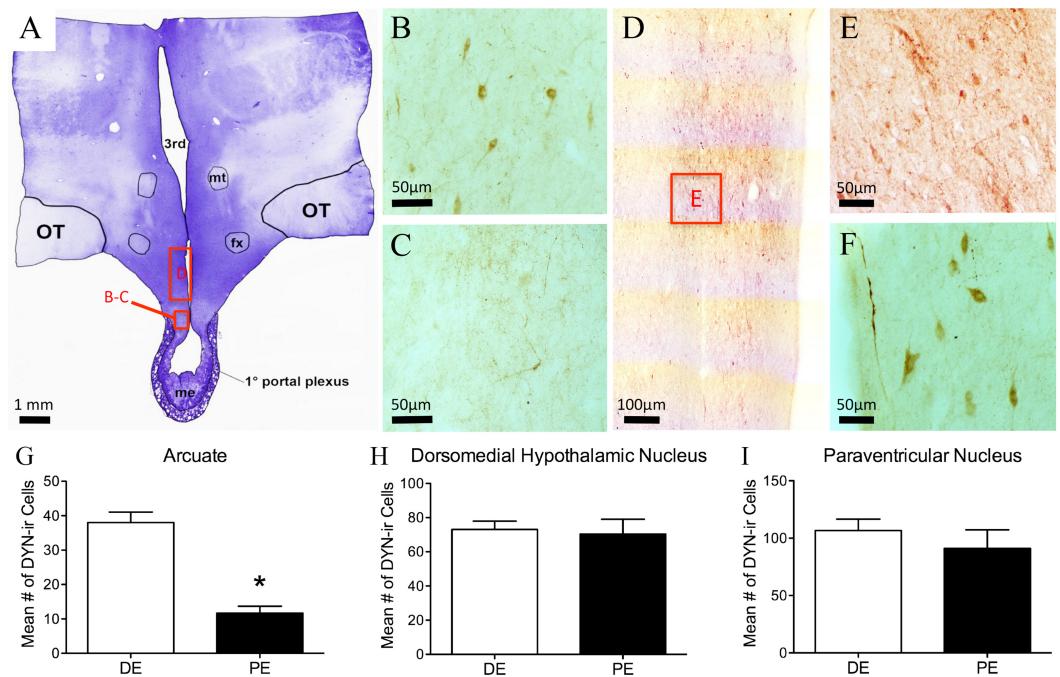 A
3rd
mt
OT
OT
fx
D
B-C
1° portal plexus
me
1 mm
B
50μm
C
50μm
D
E
100μm
E
50μm
F
50μm
G
Arcuate
Mean # of DYN-ir Cells
50
40
30
20
10
0
*
DE
PE
H
Dorsomedial Hypothalamic Nucleus
Mean # of DYN-ir Cells
100
80
60
40
20
0
DE
PE
I
Paraventricular Nucleus
Mean # of DYN-ir Cells
150
100
50
0
DE
PE